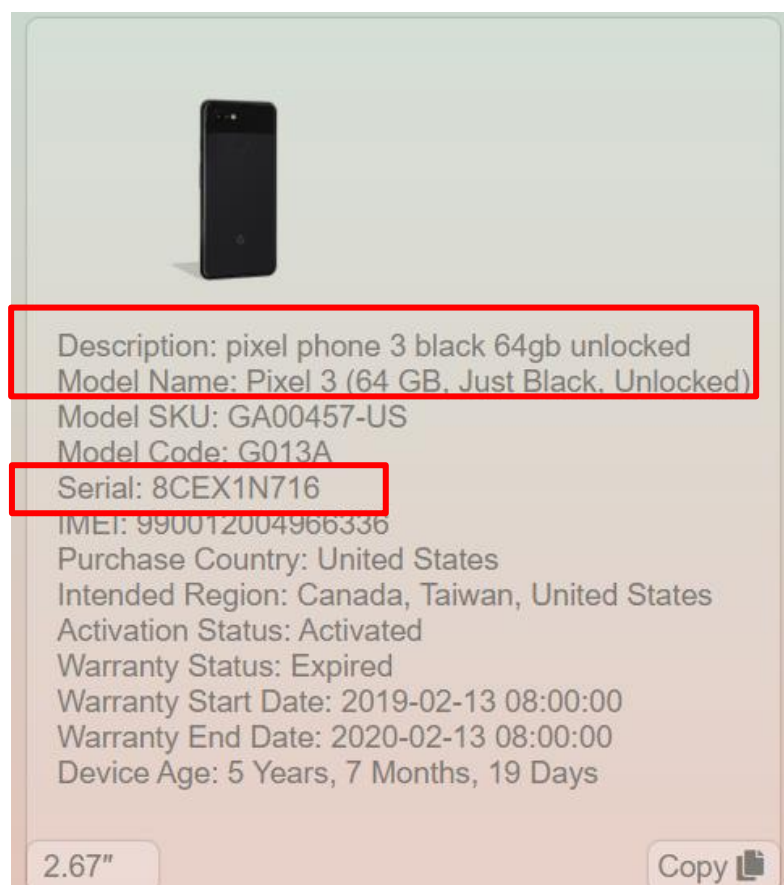 Description: pixel phone 3 black 64gb unlocked
Model Name: Pixel 3 (64 GB, Just Black, Unlocked)
Model SKU: GA00457-US
Model Code: G013A
Serial: 8CEX1N716
IMEI: 990012004966336
Purchase Country: United States
Intended Region: Canada, Taiwan, United States
Activation Status: Activated
Warranty Status: Expired
Warranty Start Date: 2019-02-13 08:00:00
Warranty End Date: 2020-02-13 08:00:00
Device Age: 5 Years, 7 Months, 19 Days
2.67″ Copy